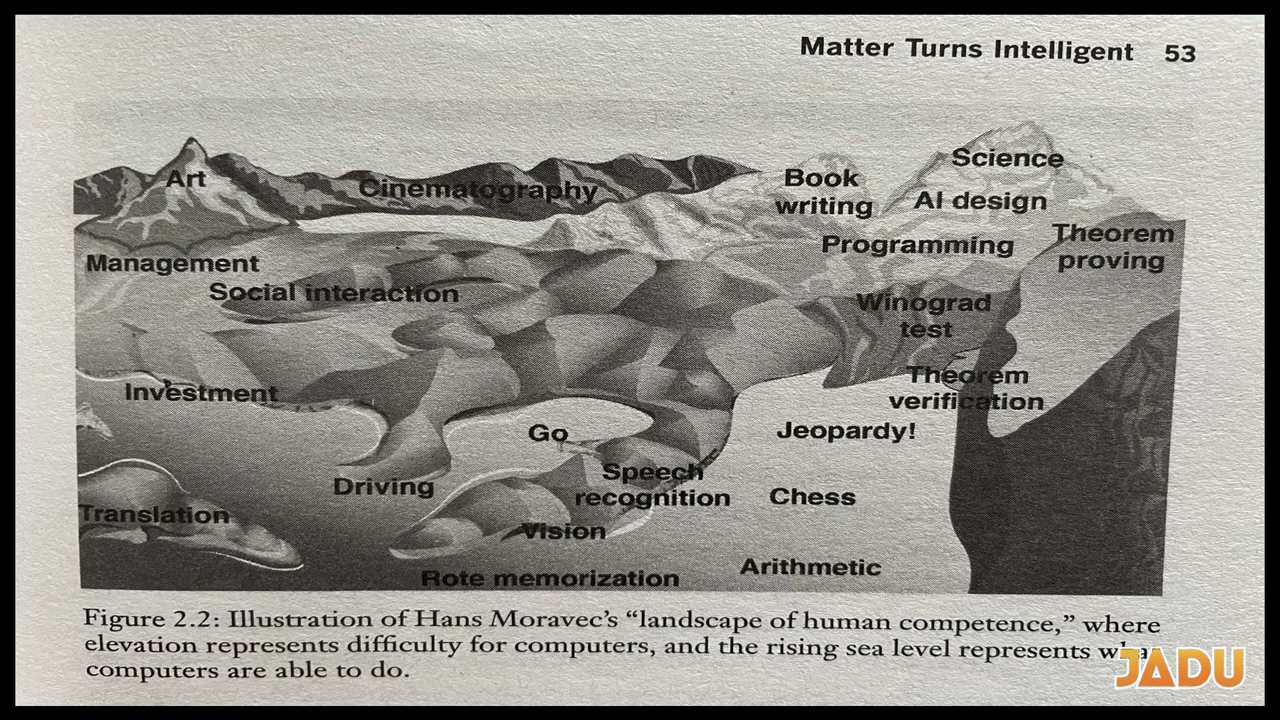 Matter Turns Intelligent 53
Science
Art
Cinematography
Book
writing
AI design
Programming
Theorem
proving
Management
Social interaction
Winograd
test
Theorem
verification
Investment
Go
Jeopardy!
Speech
recognition
Driving
Chess
Translation
Vision
Arithmetic
Rote memorization
Figure 2.2: Illustration of Hans Moravec’s “landscape of human competence,” where
elevation represents difficulty for computers, and the rising sea level represents what
computers are able to do.
JADU